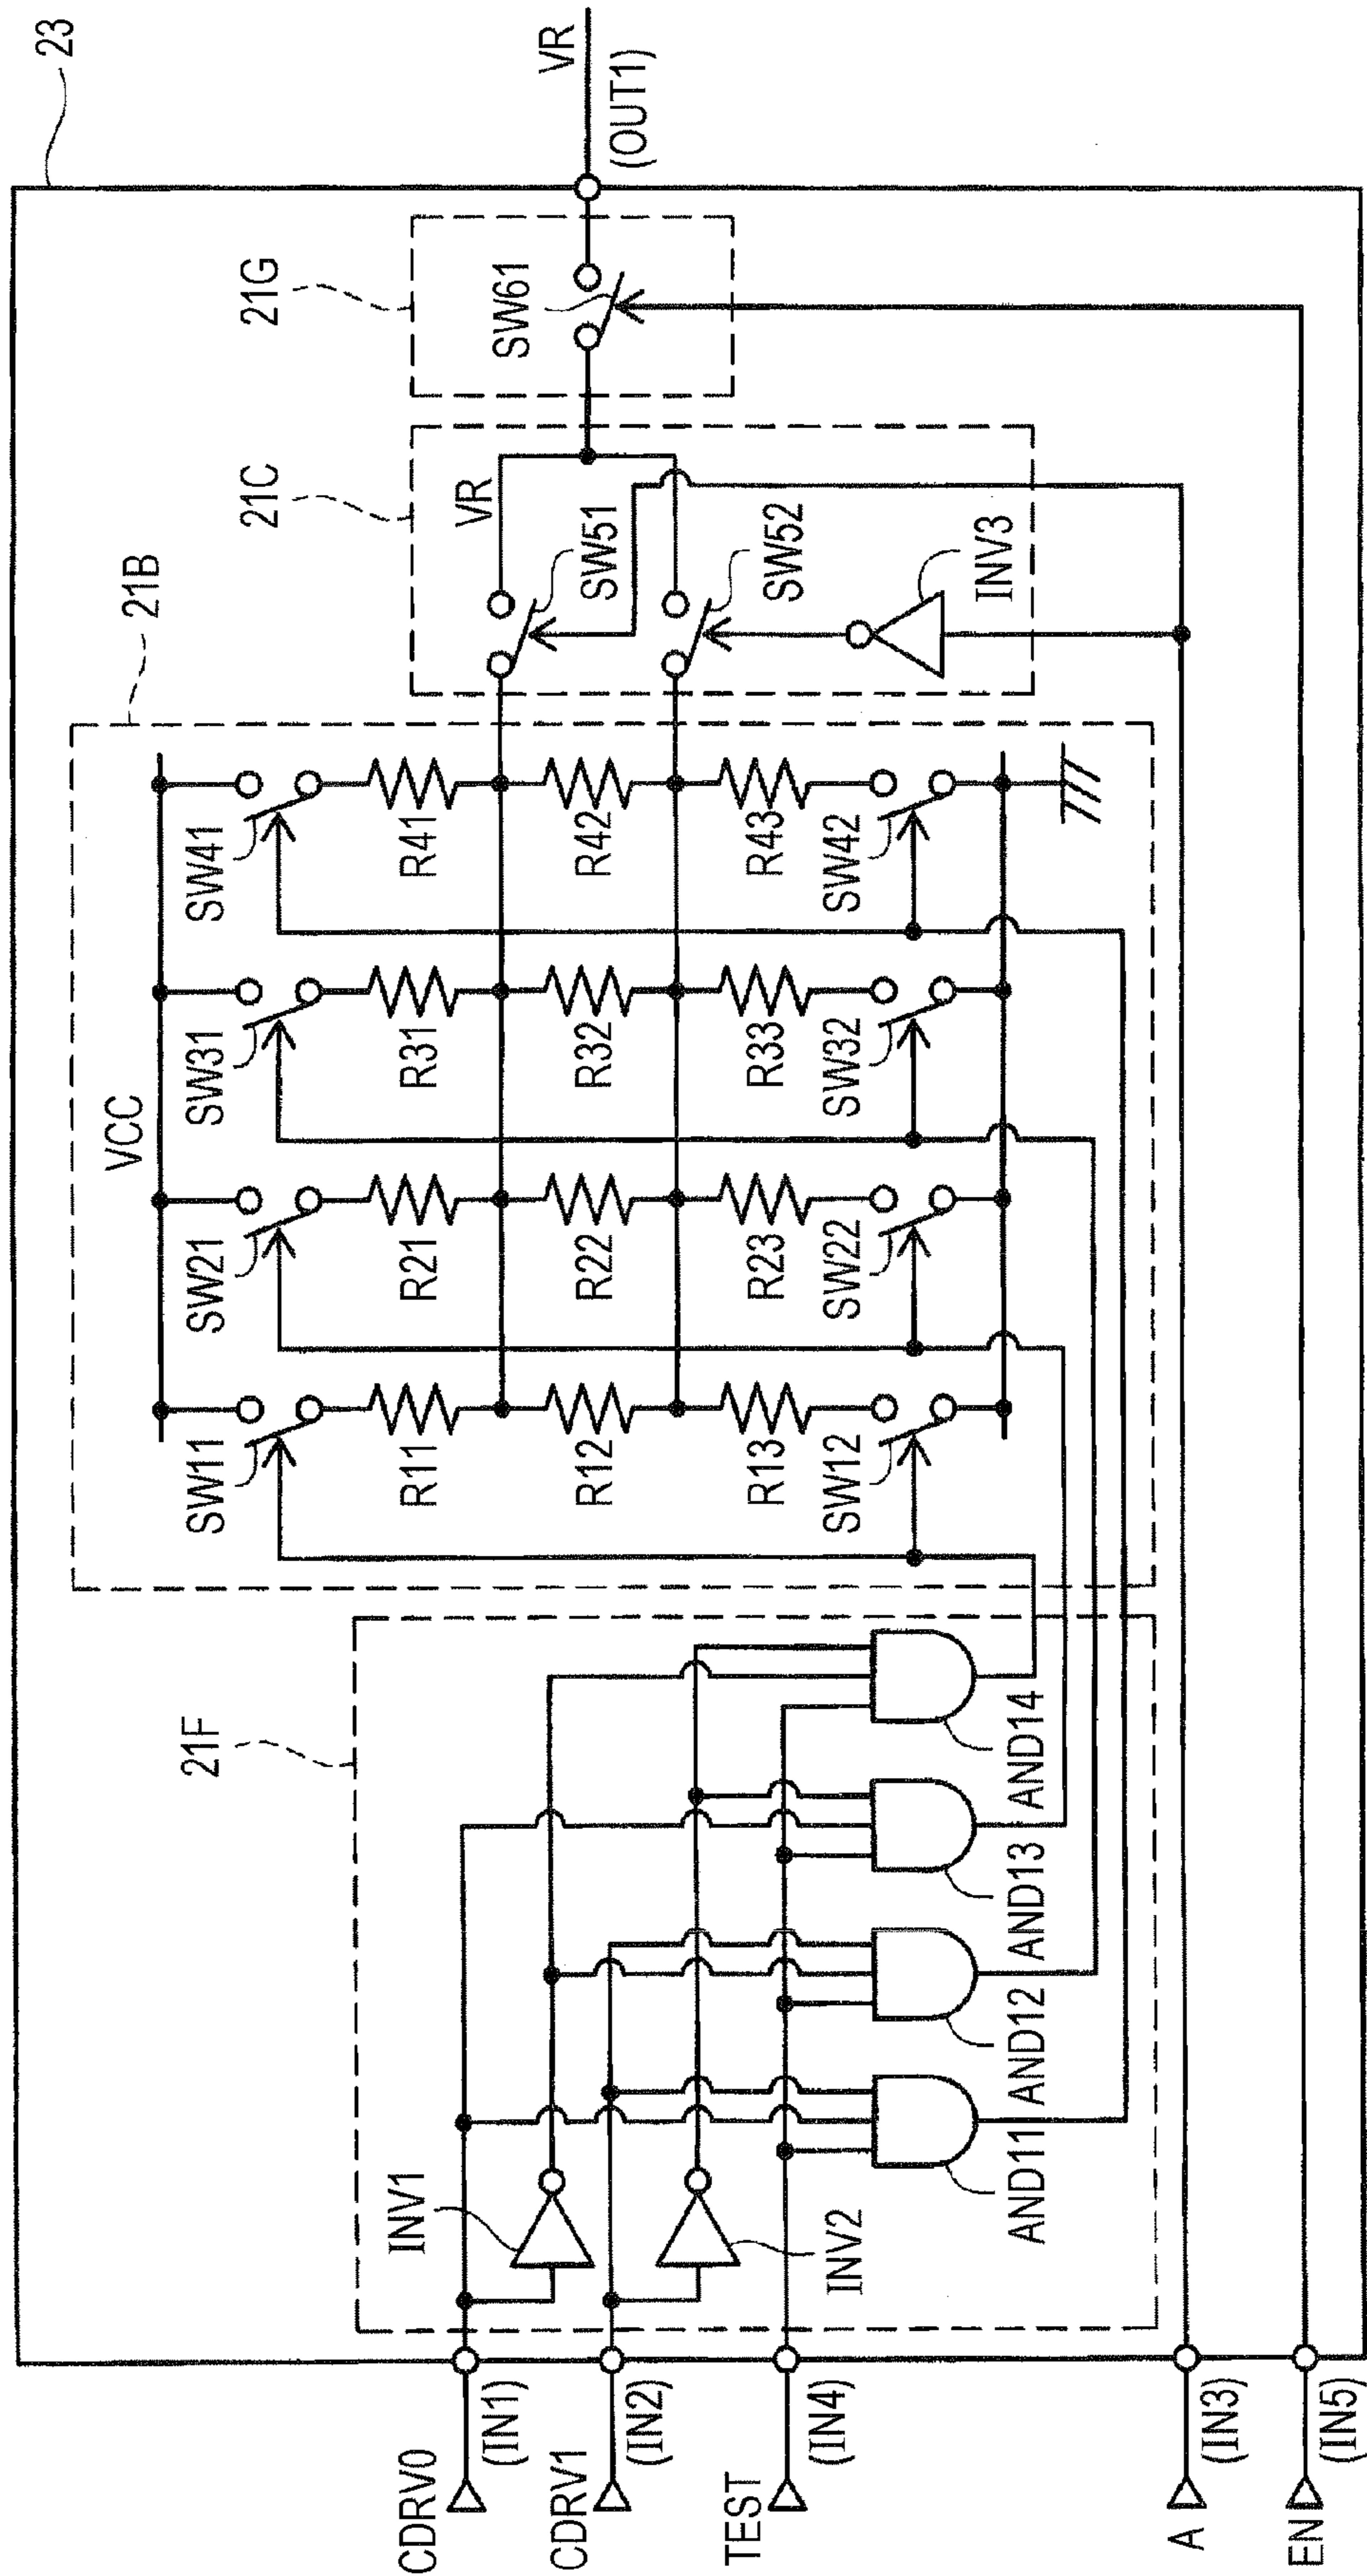 23
VR
(OUT1)
21G
SW61
21C
VR
SW51
SW52
INV3
21B
VCC
SW41
R41
R42
R43
SW42
SW31
R31
R32
R33
SW32
SW21
R21
R22
R23
SW22
SW11
R11
R12
R13
SW12
21F
INV1
INV2
AND11
AND12
AND13
AND14
CDRV0
(IN1)
CDRV1
(IN2)
TEST
(IN4)
A
(IN3)
EN
(IN5)